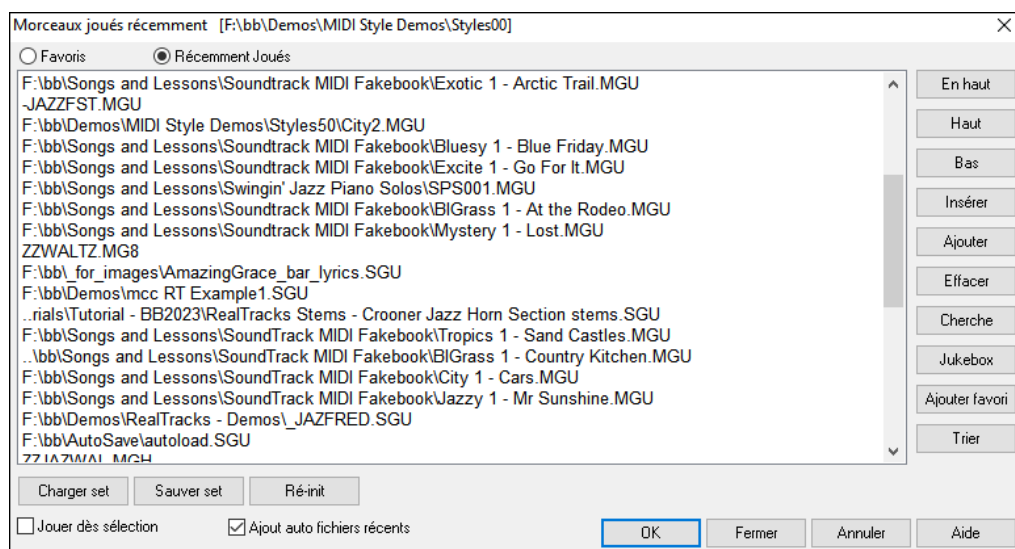 Morceaux joués récemment [F:\bb\Demos\MIDI Style Demos\Styles00]
Favoris Récemment Joués
F:\bb\Songs and Lessons\Soundtrack MIDI Fakebook\Exotic 1 - Arctic Trail.MGU
-JAZZFST.MGU
F:\bb\Demos\MIDI Style Demos\Styles50\City2.MGU
F:\bb\Songs and Lessons\Soundtrack MIDI Fakebook\Bluesy 1 - Blue Friday.MGU
F:\bb\Songs and Lessons\Soundtrack MIDI Fakebook\Excite 1 - Go For It.MGU
F:\bb\Songs and Lessons\Swingin' Jazz Piano Solos\SPS001.MGU
F:\bb\Songs and Lessons\Soundtrack MIDI Fakebook\BlGrass 1 - At the Rodeo.MGU
F:\bb\Songs and Lessons\Soundtrack MIDI Fakebook\Mystery 1 - Lost.MGU
ZZWALTZ.MG8
F:\bb\_for_images\AmazingGrace_bar_lyrics.SGU
F:\bb\Demos\mcc RT Example1.SGU
..rials\Tutorial - BB2023\RealTracks Stems - Crooner Jazz Horn Section stems.SGU
F:\bb\Songs and Lessons\SoundTrack MIDI Fakebook\Tropics 1 - Sand Castles.MGU
..\bb\Songs and Lessons\SoundTrack MIDI Fakebook\BlGrass 1 - Country Kitchen.MGU
F:\bb\Songs and Lessons\SoundTrack MIDI Fakebook\City 1 - Cars.MGU
F:\bb\Songs and Lessons\SoundTrack MIDI Fakebook\Jazzy 1 - Mr Sunshine.MGU
F:\bb\Demos\RealTracks - Demos\_JAZFRED.SGU
F:\bb\AutoSave\autoload.SGU
ZZJAZWAL.MGH
En haut
Haut
Bas
Insérer
Ajouter
Effacer
Cherche
Jukebox
Ajouter favori
Trier
Charger set Sauver set Ré-init
Jouer dès sélection Ajout auto fichiers récents
OK Fermer Annuler Aide